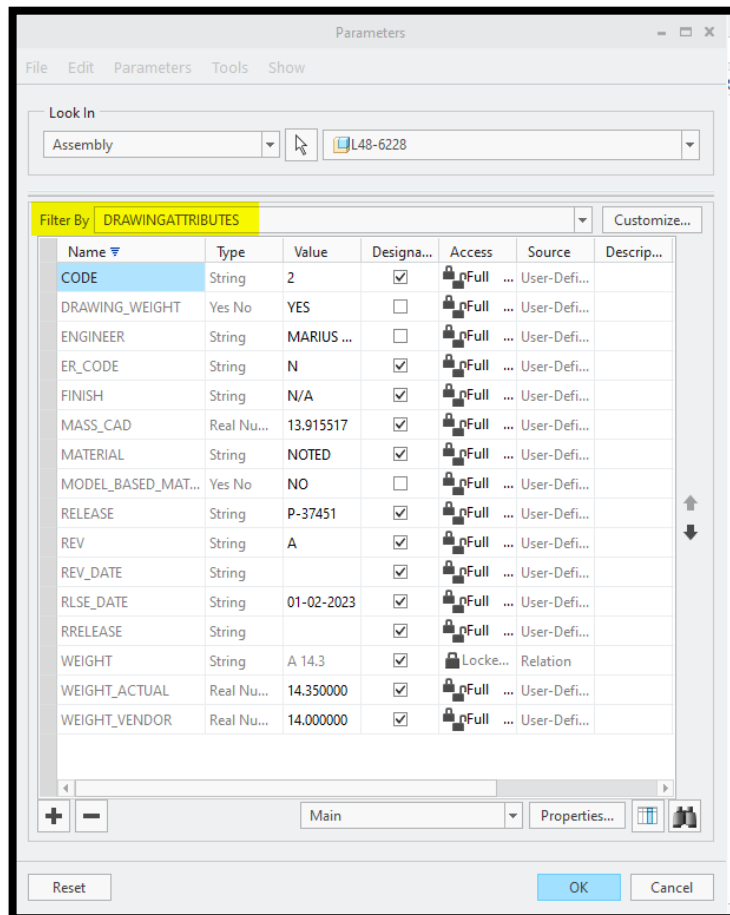 Parameters
File Edit Parameters Tools Show
Look In
Assembly L48-6228
Filter By DRAWINGATTRIBUTES Customize...
Name Type Value Designa... Access Source Descrip...
CODE String 2 Full ... User-Defi...
DRAWING_WEIGHT Yes No YES Full ... User-Defi...
ENGINEER String MARIUS ... Full ... User-Defi...
ER_CODE String N Full ... User-Defi...
FINISH String N/A Full ... User-Defi...
MASS_CAD Real Nu... 13.915517 Full ... User-Defi...
MATERIAL String NOTED Full ... User-Defi...
MODEL_BASED_MAT... Yes No NO Full ... User-Defi...
RELEASE String P-37451 Full ... User-Defi...
REV String A Full ... User-Defi...
REV_DATE String Full ... User-Defi...
RLSE_DATE String 01-02-2023 Full ... User-Defi...
RRELEASE String Full ... User-Defi...
WEIGHT String A 14.3 Locke... Relation
WEIGHT_ACTUAL Real Nu... 14.350000 Full ... User-Defi...
WEIGHT_VENDOR Real Nu... 14.000000 Full ... User-Defi...
Main Properties...
Reset OK Cancel